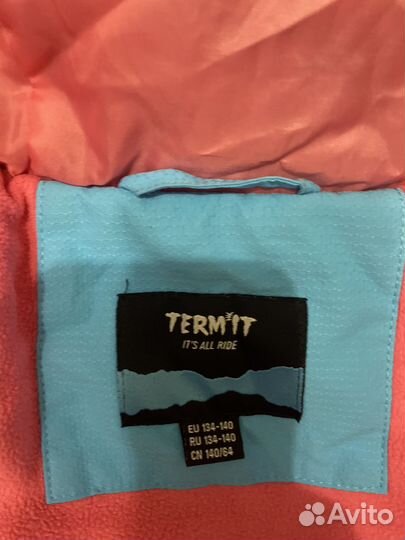 TERMIT
IT'S ALL RIDE
EU 134-140
RU 134-140
CN 140/64
Avito